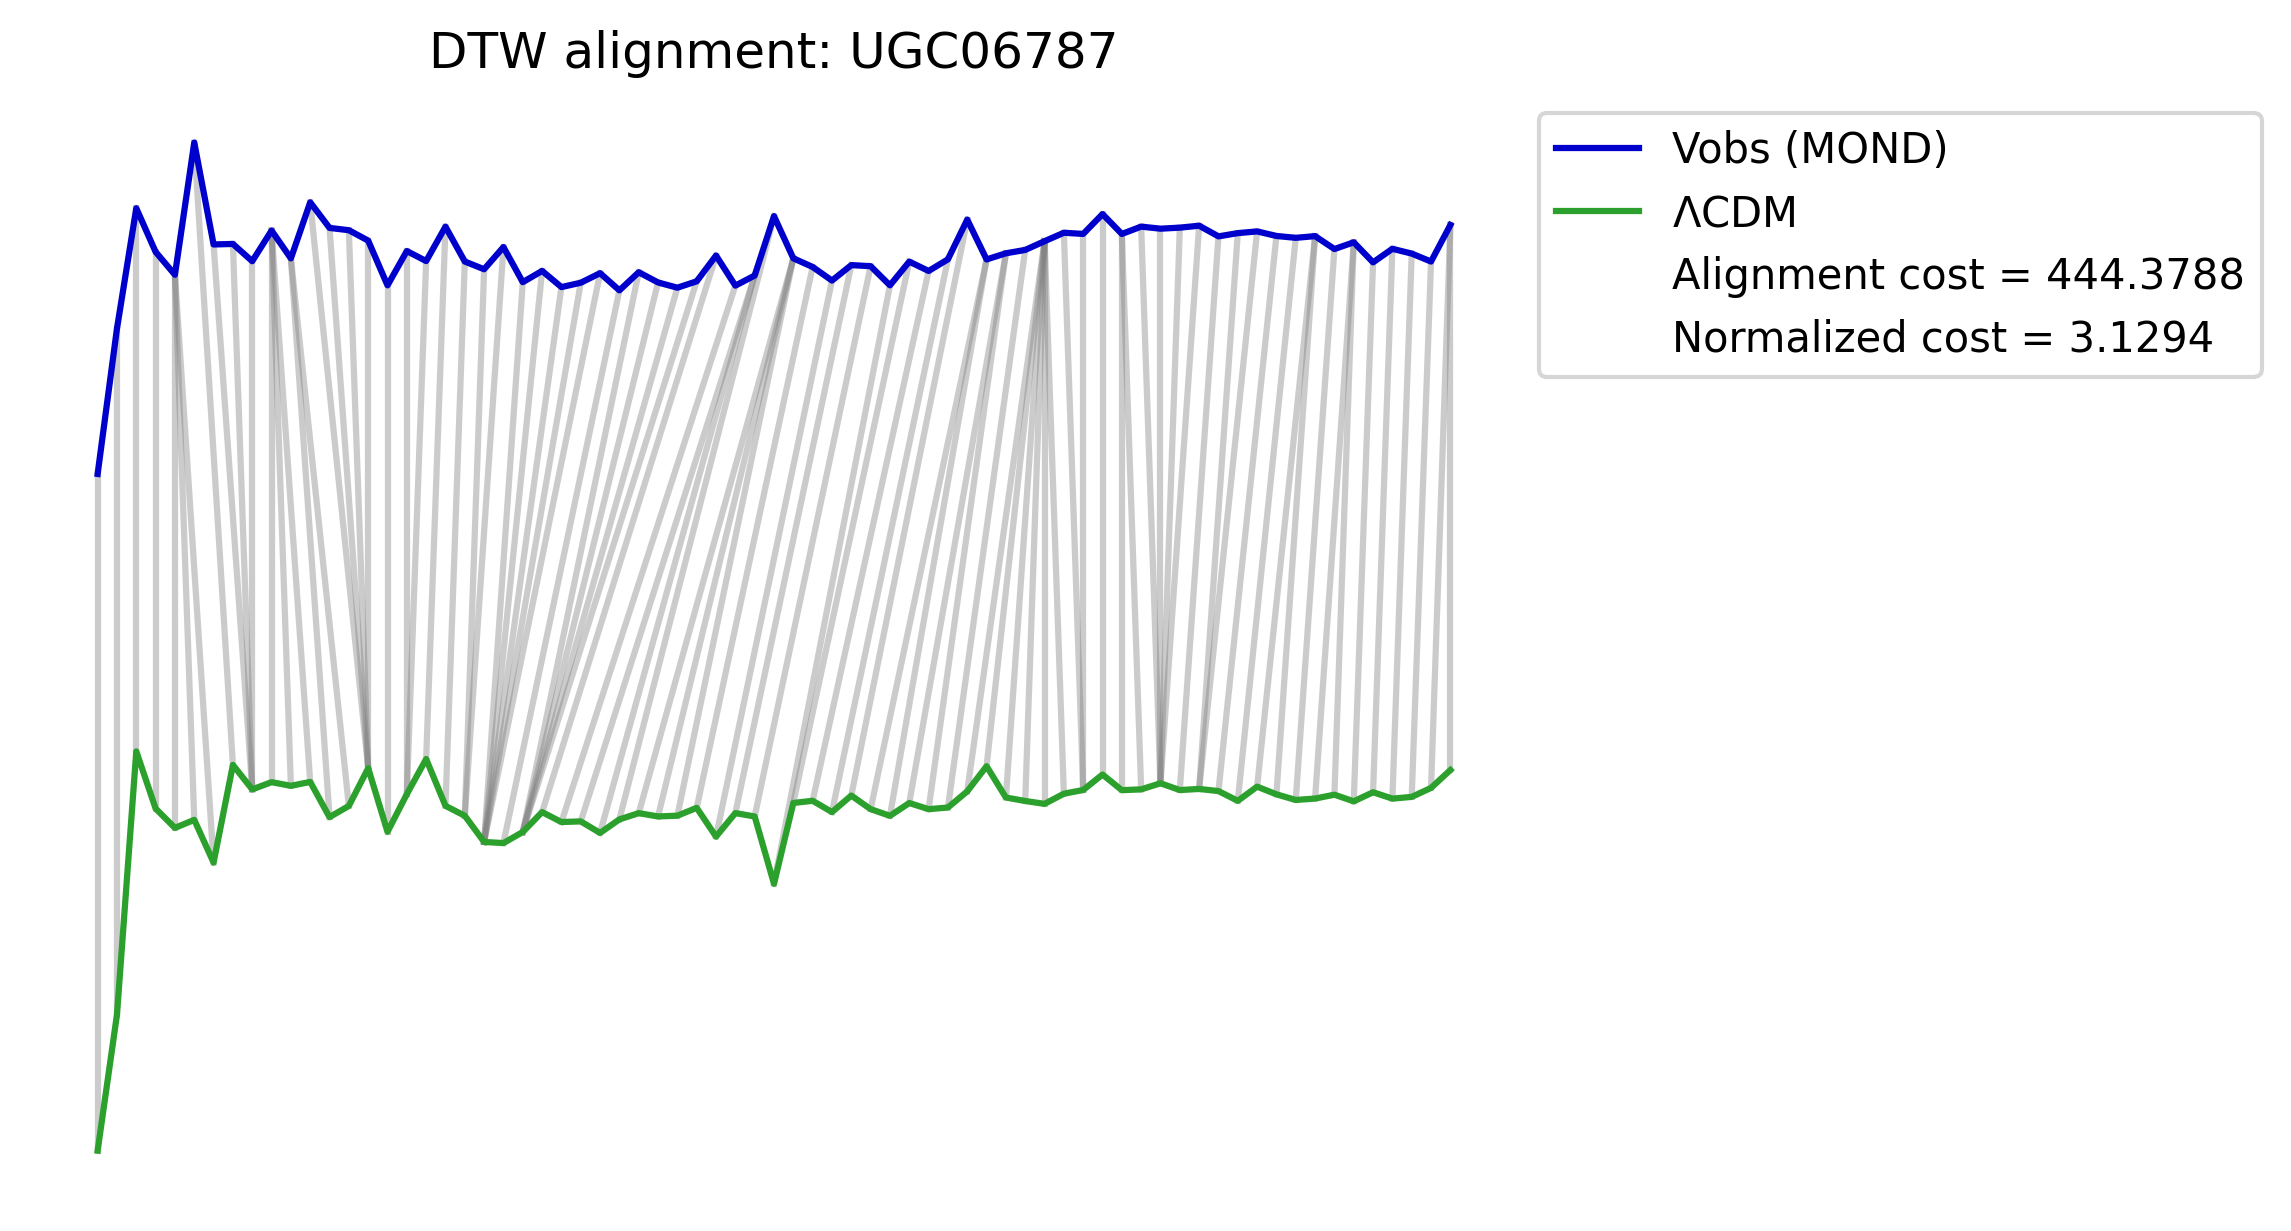 DTW alignment: UGC06787
Vobs (MOND)
ΛCDM
Alignment cost = 444.3788
Normalized cost = 3.1294